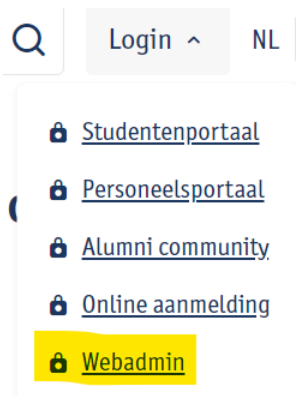 Login NL
Studentenportaal
Personeelsportaal
Alumni community
Online aanmelding
Webadmin